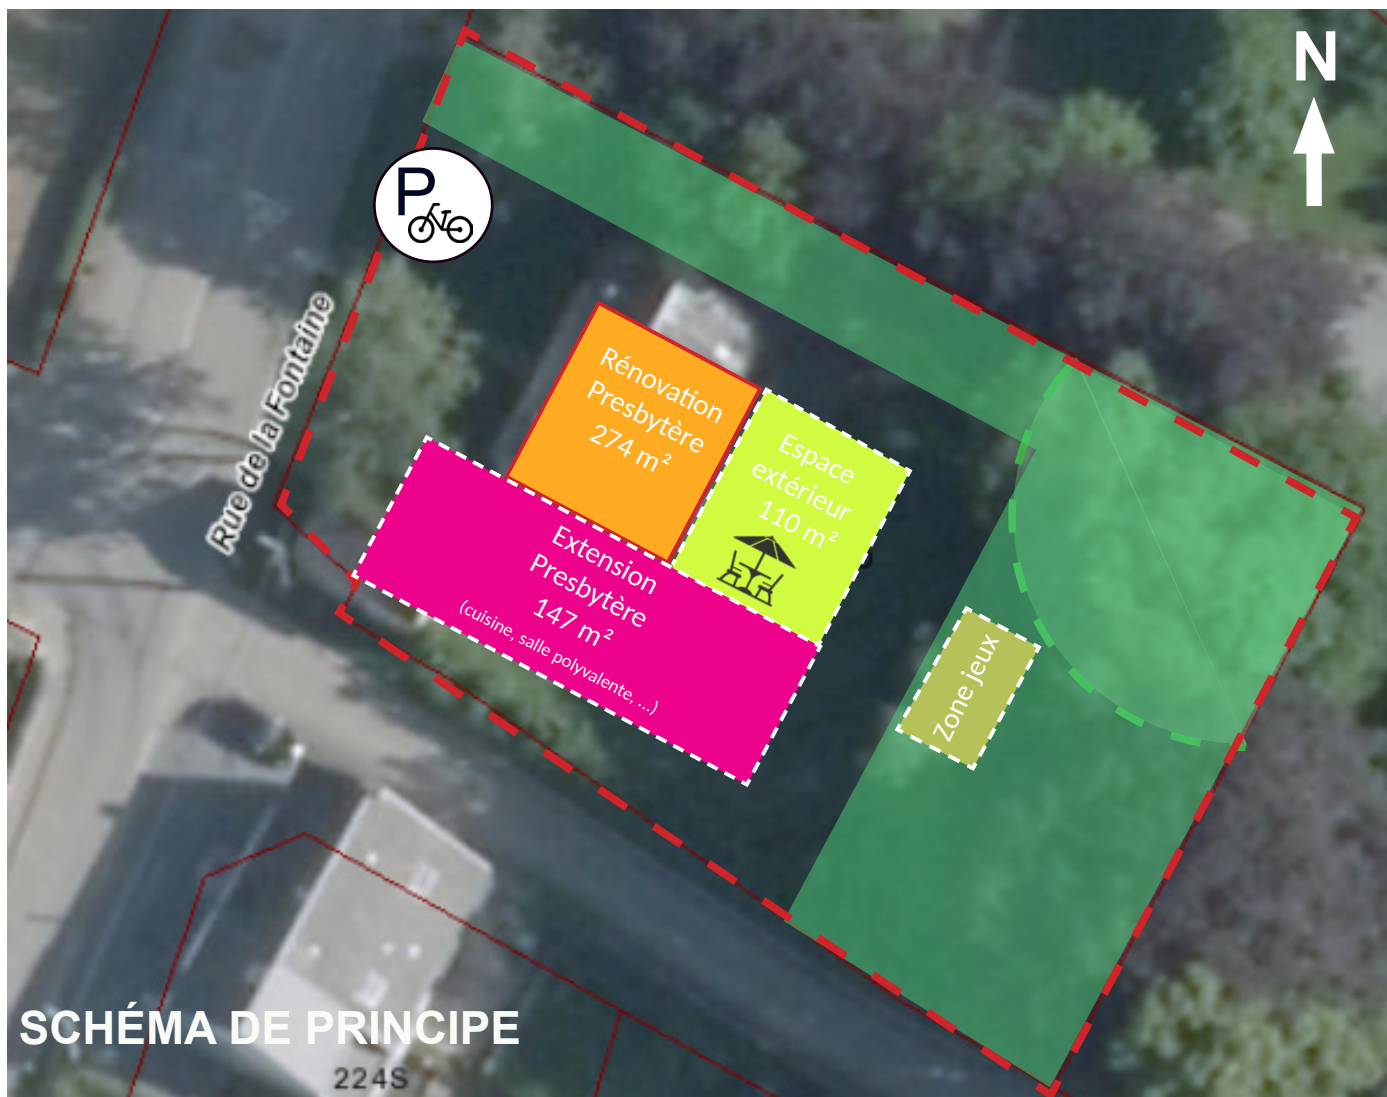 N
P
Rue de la Fontaine
Rénovation
Presbytère
274 m²
Espace
extérieur
110 m²
Extension
Presbytère
147 m²
(cuisine, salle polyvalente, ...)
Zone jeux
SCHÉMA DE PRINCIPE
224S